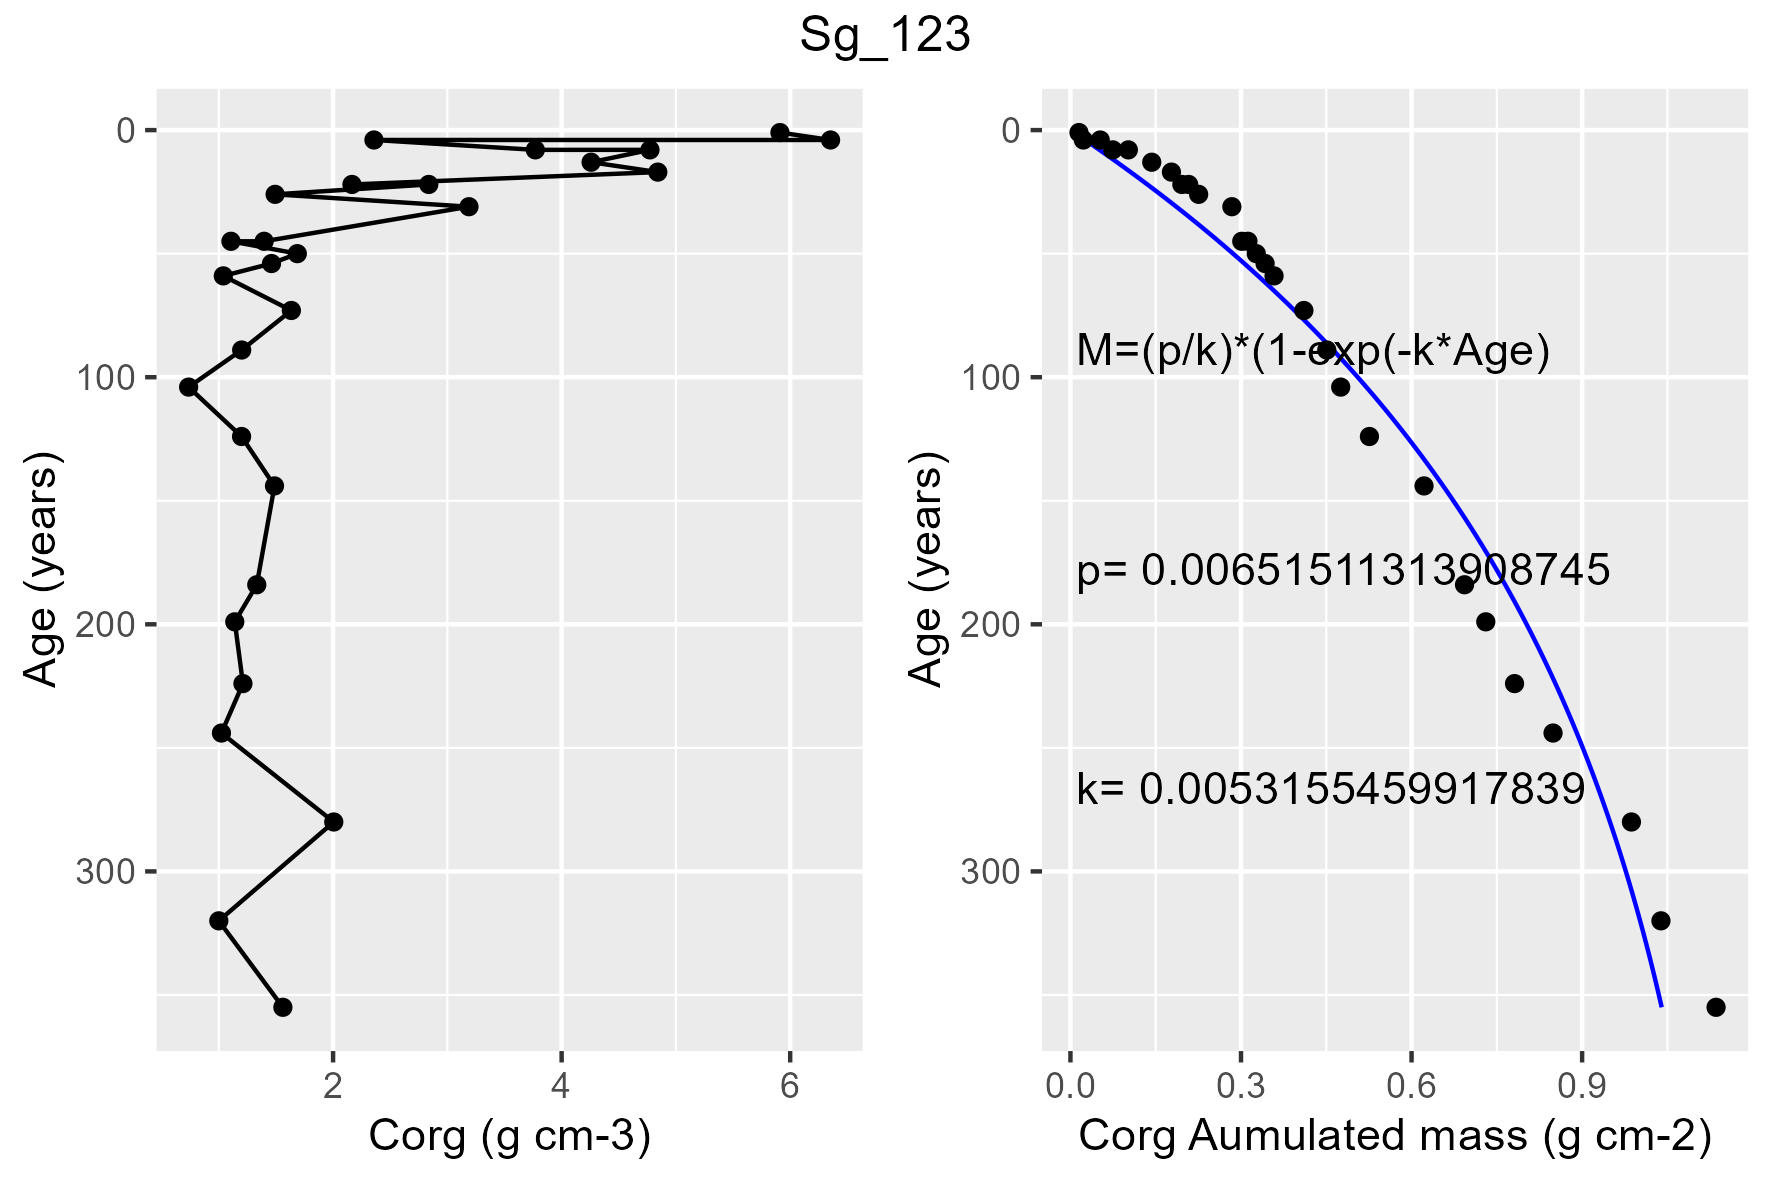 Sg_123
0
100
200
300
Age (years)
2
4
6
Corg (g cm-3)
0
100
200
300
Age (years)
M=(p/k)*(1-exp(-k*Age)
p= 0.00651511313908745
k= 0.0053155459917839
0.0
0.3
0.6
0.9
Corg Aumulated mass (g cm-2)